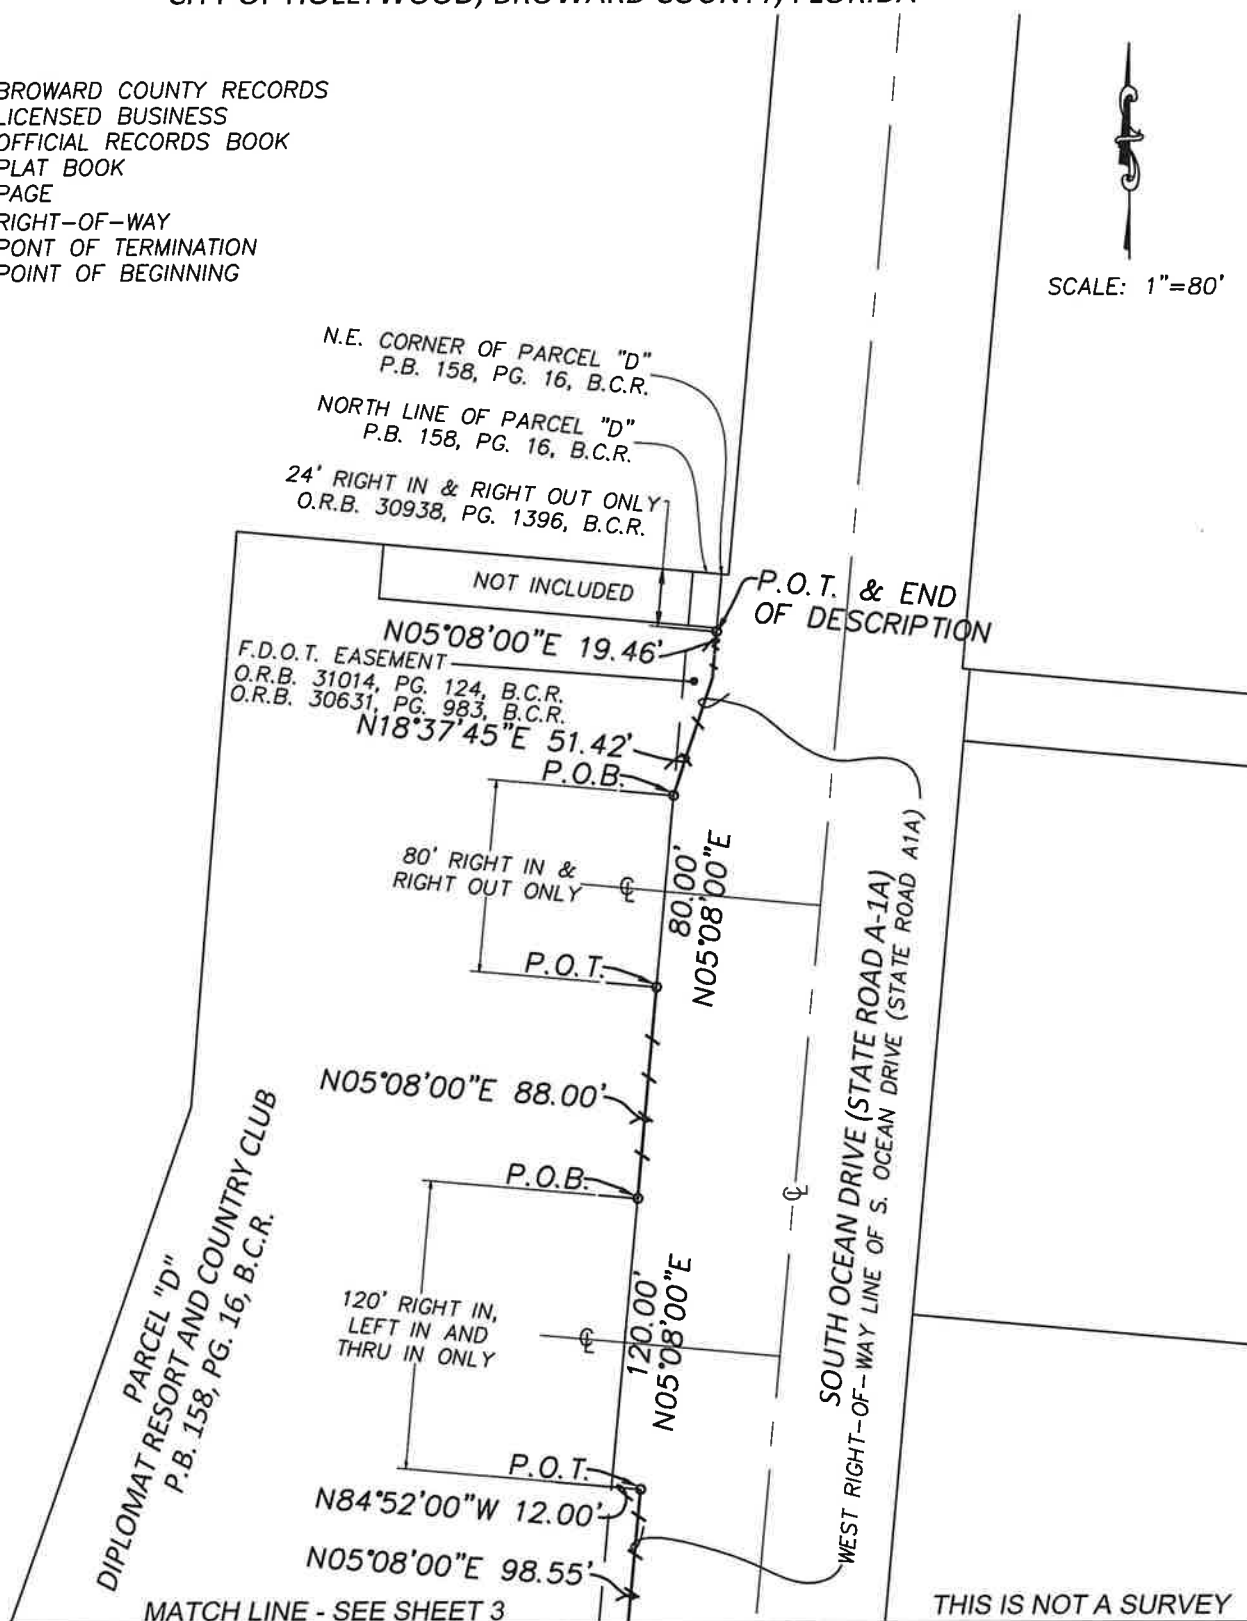 CITY OF HOLLYWOOD, BROWARD COUNTY, FLORIDA
BROWARD COUNTY RECORDS
LICENSED BUSINESS
OFFICIAL RECORDS BOOK
PLAT BOOK
PAGE
RIGHT-OF-WAY
PONT OF TERMINATION
POINT OF BEGINNING
SCALE: 1"=80'
N.E. CORNER OF PARCEL "D"
P.B. 158, PG. 16, B.C.R.
NORTH LINE OF PARCEL "D"
P.B. 158, PG. 16, B.C.R.
24' RIGHT IN & RIGHT OUT ONLY
O.R.B. 30938, PG. 1396, B.C.R.
NOT INCLUDED
P.O.T. & END
OF DESCRIPTION
N05°08'00"E 19.46'
F.D.O.T. EASEMENT
O.R.B. 31014, PG. 124, B.C.R.
O.R.B. 30631, PG. 983, B.C.R.
N18°37'45"E 51.42'
P.O.B.
80' RIGHT IN &
RIGHT OUT ONLY
80.00'
N05°08'00"E
P.O.T.
N05°08'00"E 88.00'
P.O.B.
120' RIGHT IN,
LEFT IN AND
THRU IN ONLY
120.00'
N05°08'00"E
P.O.T.
N84°52'00"W 12.00'
N05°08'00"E 98.55'
PARCEL "D"
DIPLOMAT RESORT AND COUNTRY CLUB
P.B. 158, PG. 16, B.C.R.
SOUTH OCEAN DRIVE (STATE ROAD A-1A)
WEST RIGHT-OF-WAY LINE OF S. OCEAN DRIVE (STATE ROAD A1A)
MATCH LINE - SEE SHEET 3
THIS IS NOT A SURVEY